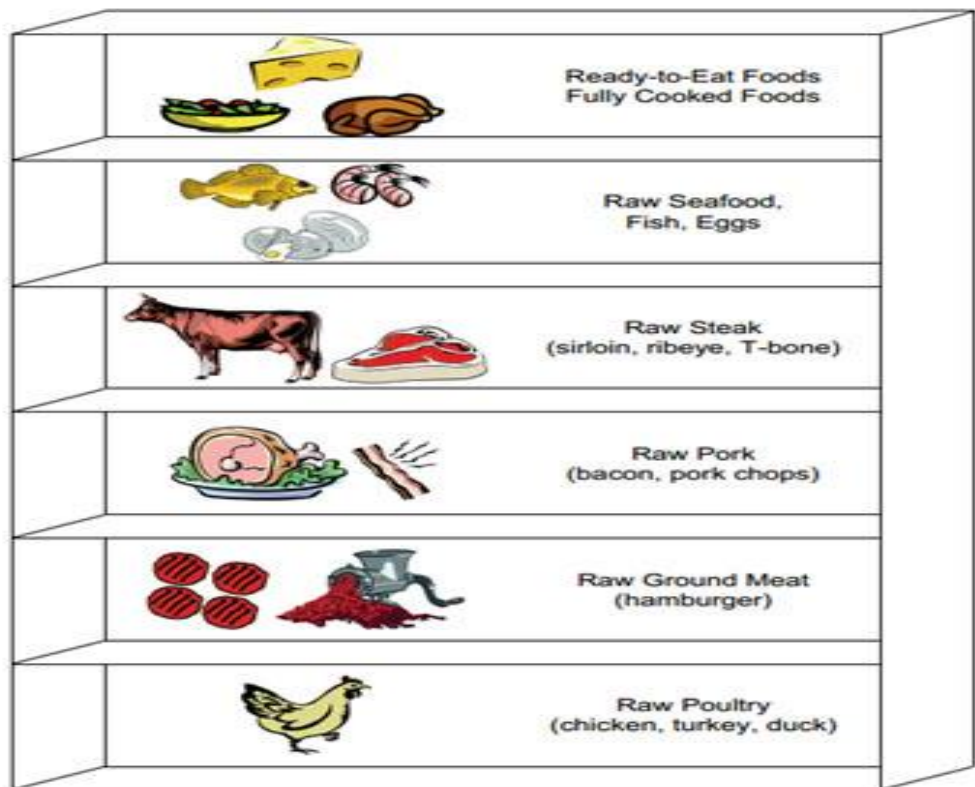 Ready-to-Eat Foods
Fully Cooked Foods
Raw Seafood,
Fish, Eggs
Raw Steak
(sirloin, ribeye, T-bone)
Raw Pork
(bacon, pork chops)
Raw Ground Meat
(hamburger)
Raw Poultry
(chicken, turkey, duck)